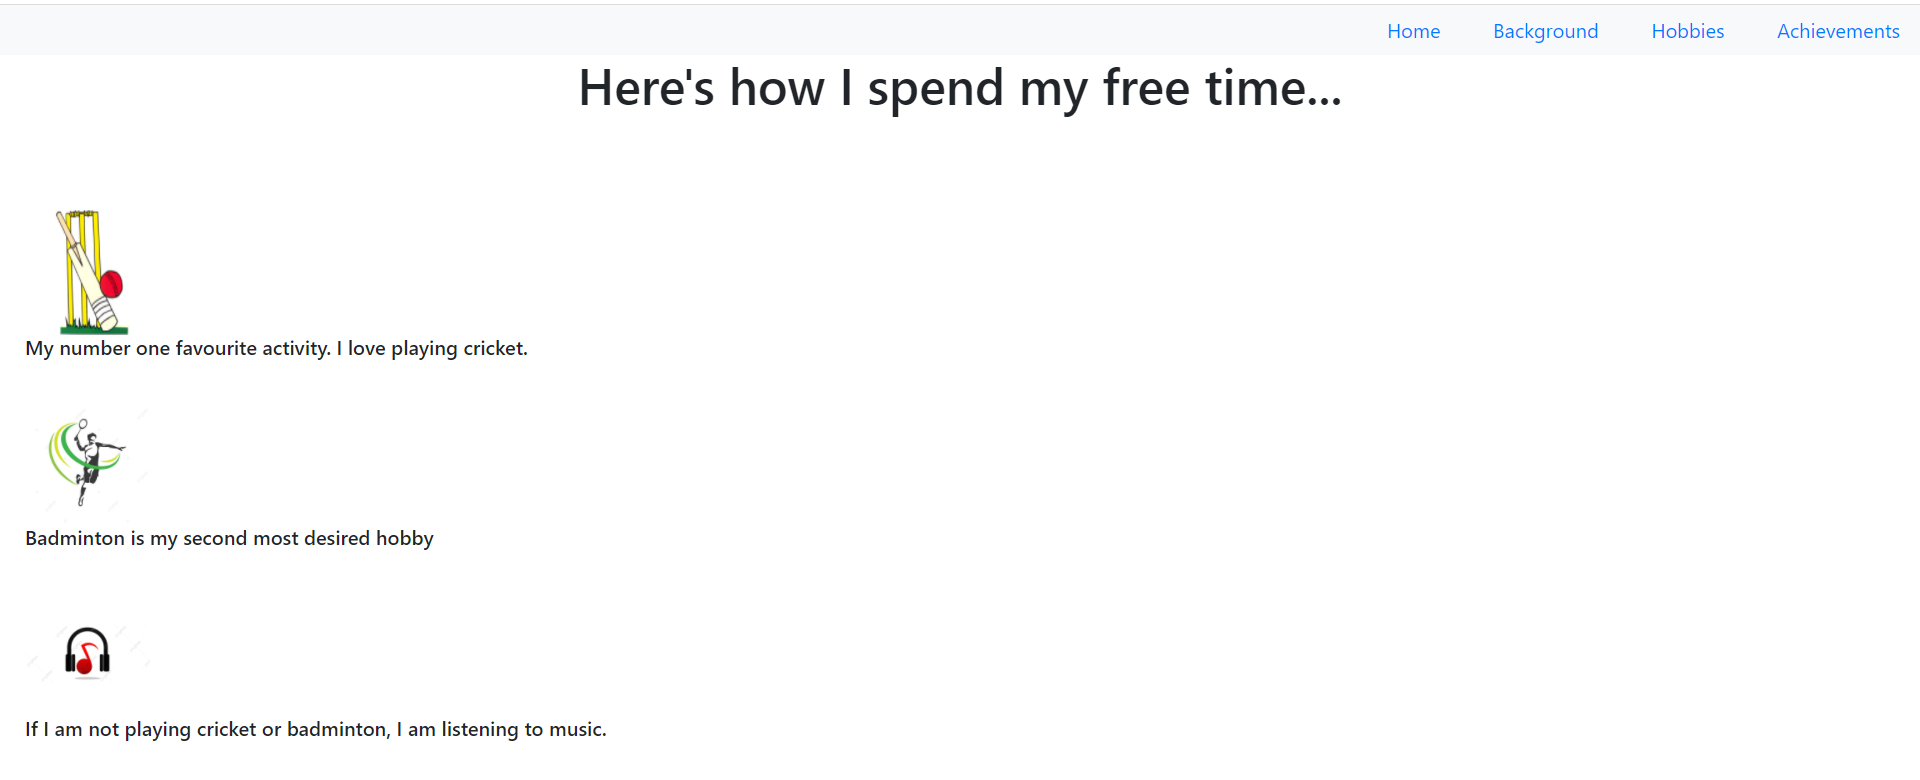 Home Background Hobbies Achievements
Here's how I spend my free time...
My number one favourite activity. I love playing cricket.
Badminton is my second most desired hobby
If I am not playing cricket or badminton, I am listening to music.